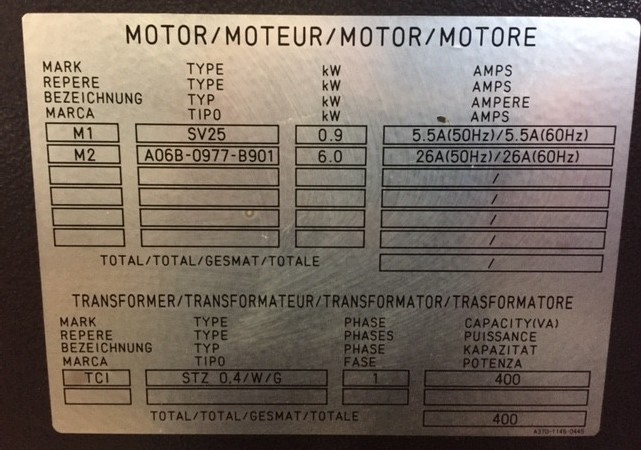 MOTOR/MOTEUR/MOTOR/MOTORE
MARK TYPE kW AMPS
REPERE TYPE kW AMPS
BEZEICHNUNG TYP kW AMPERE
MARCA TIPO kW AMPS
M1 SV25 0.9 5.5A(50Hz)/5.5A(60Hz)
M2 A06B-0977-B901 6.0 26A(50Hz)/26A(60Hz)
/
/
/
/
TOTAL/TOTAL/GESMAT/TOTALE /
TRANSFORMER/TRANSFORMATEUR/TRANSFORMATOR/TRASFORMATORE
MARK TYPE PHASE CAPACITY(VA)
REPERE TYPE PHASES PUISSANCE
BEZEICHNUNG TYP PHASE KAPAZITAT
MARCA TIPO FASE POTENZA
TC1 STZ 0,4/W/G 1 400
TOTAL/TOTAL/GESMAT/TOTALE 400